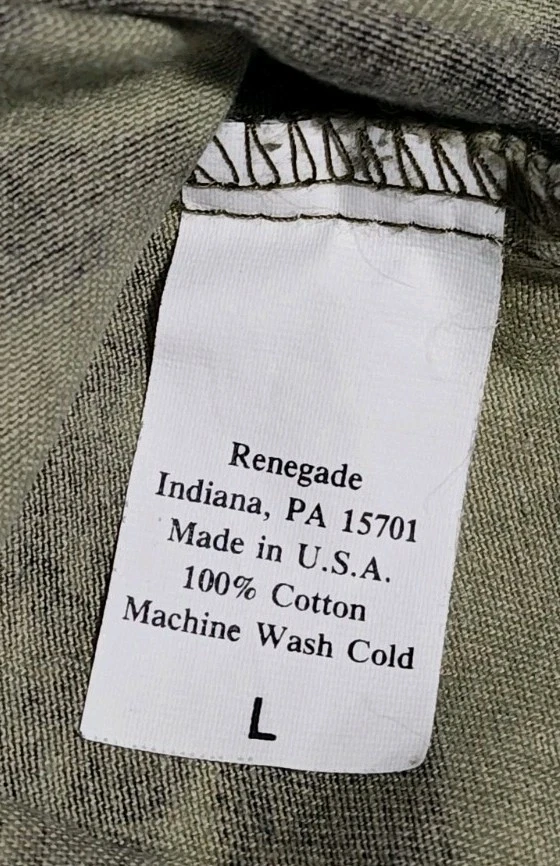 Renegade
Indiana, PA 15701
Made in U.S.A.
100% Cotton
Machine Wash Cold
L